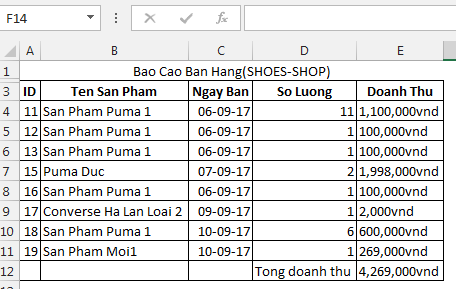 F14
fx
A B C D E
1 Bao Cao Ban Hang(SHOES-SHOP)
3 ID Ten San Pham Ngay Ban So Luong Doanh Thu
4 11 San Pham Puma 1 06-09-17 11 1,100,000vnd
5 12 San Pham Puma 1 06-09-17 1 100,000vnd
6 13 San Pham Puma 1 06-09-17 1 100,000vnd
7 15 Puma Duc 07-09-17 2 1,998,000vnd
8 16 San Pham Puma 1 06-09-17 1 100,000vnd
9 17 Converse Ha Lan Loai 2 09-09-17 1 2,000vnd
10 18 San Pham Puma 1 10-09-17 6 600,000vnd
11 19 San Pham Moi1 10-09-17 1 269,000vnd
12 Tong doanh thu 4,269,000vnd